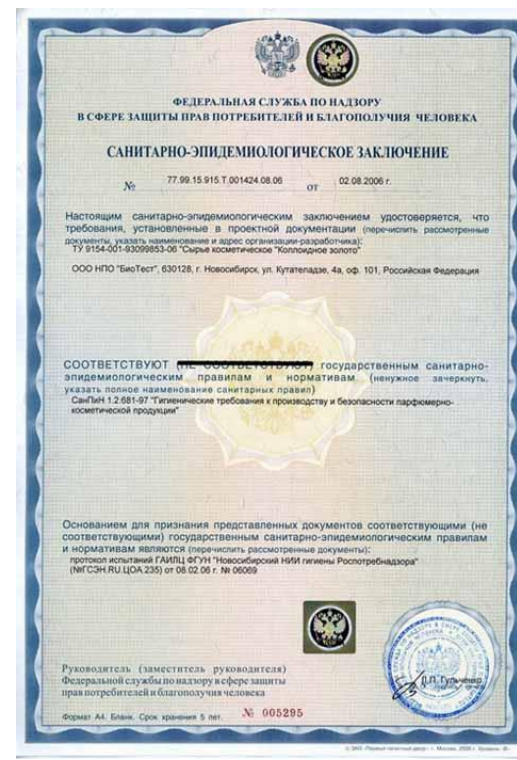 ФЕДЕРАЛЬНАЯ СЛУЖБА ПО НАДЗОРУ
В СФЕРЕ ЗАЩИТЫ ПРАВ ПОТРЕБИТЕЛЕЙ И БЛАГОПОЛУЧИЯ ЧЕЛОВЕКА
САНИТАРНО-ЭПИДЕМИОЛОГИЧЕСКОЕ ЗАКЛЮЧЕНИЕ
№ 77.99.15.915.Т.001424.08.06 от 02.08.2006 г.
Настоящим санитарно-эпидемиологическим заключением удостоверяется, что
требования, установленные в проектной документации (перечислить рассмотренные
документы, указать наименование и адрес организации-разработчика):
ТУ 9154-001-93099853-06 "Сырье косметическое "Коллоидное золото"
ООО НПО "БиоТест", 630128, г. Новосибирск, ул. Кутателадзе, 4а, оф. 101, Российская Федерация
СООТВЕТСТВУЮТ (НЕ СООТВЕТСТВУЮТ) государственным санитарно-
эпидемиологическим правилам и нормативам (ненужное зачеркнуть,
указать полное наименование санитарных правил)
СанПиН 1.2.681-97 "Гигиенические требования к производству и безопасности парфюмерно-
косметической продукции"
Основанием для признания представленных документов соответствующими (не
соответствующими) государственным санитарно-эпидемиологическим правилам
и нормативам являются (перечислить рассмотренные документы):
протокол испытаний ГАИЛЦ ФГУН "Новосибирский НИИ гигиены Роспотребнадзора"
(№ГСЭН.RU.ЦОА.235) от 08.02.06 г. № 06069
Руководитель (заместитель руководителя)
Федеральной службы по надзору в сфере защиты
прав потребителей и благополучия человека
Л.П. Гульченко
Формат А4. Бланк. Срок хранения 5 лет. № 005295